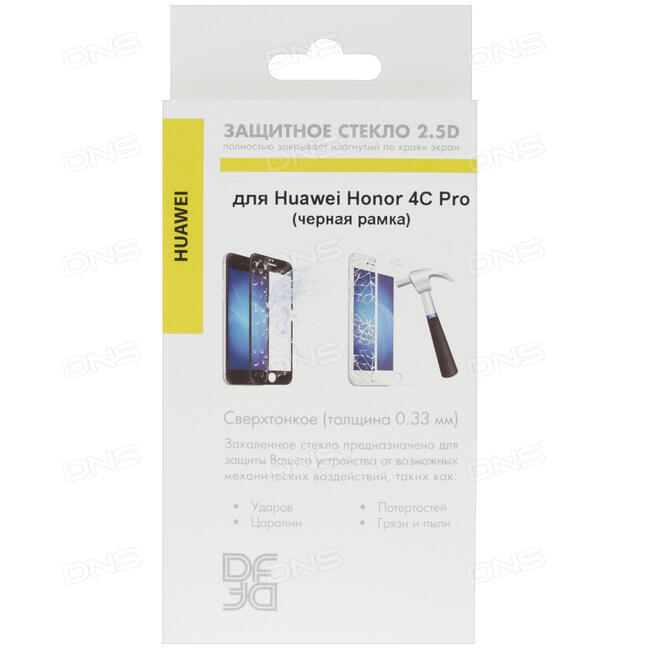 ЗАЩИТНОЕ СТЕКЛО 2.5D
полностью закрывает изогнутый по краям экран
HUAWEI
для Huawei Honor 4C Pro
(черная рамка)
Сверхтонкое (толщина 0.33 мм)
Закаленное стекло предназначено для
защиты Вашего устройства от возможных
механических воздействий, таких как:
• Ударов
• Царапин
• Потертостей
• Грязи и пыли
DF
DF
DNS